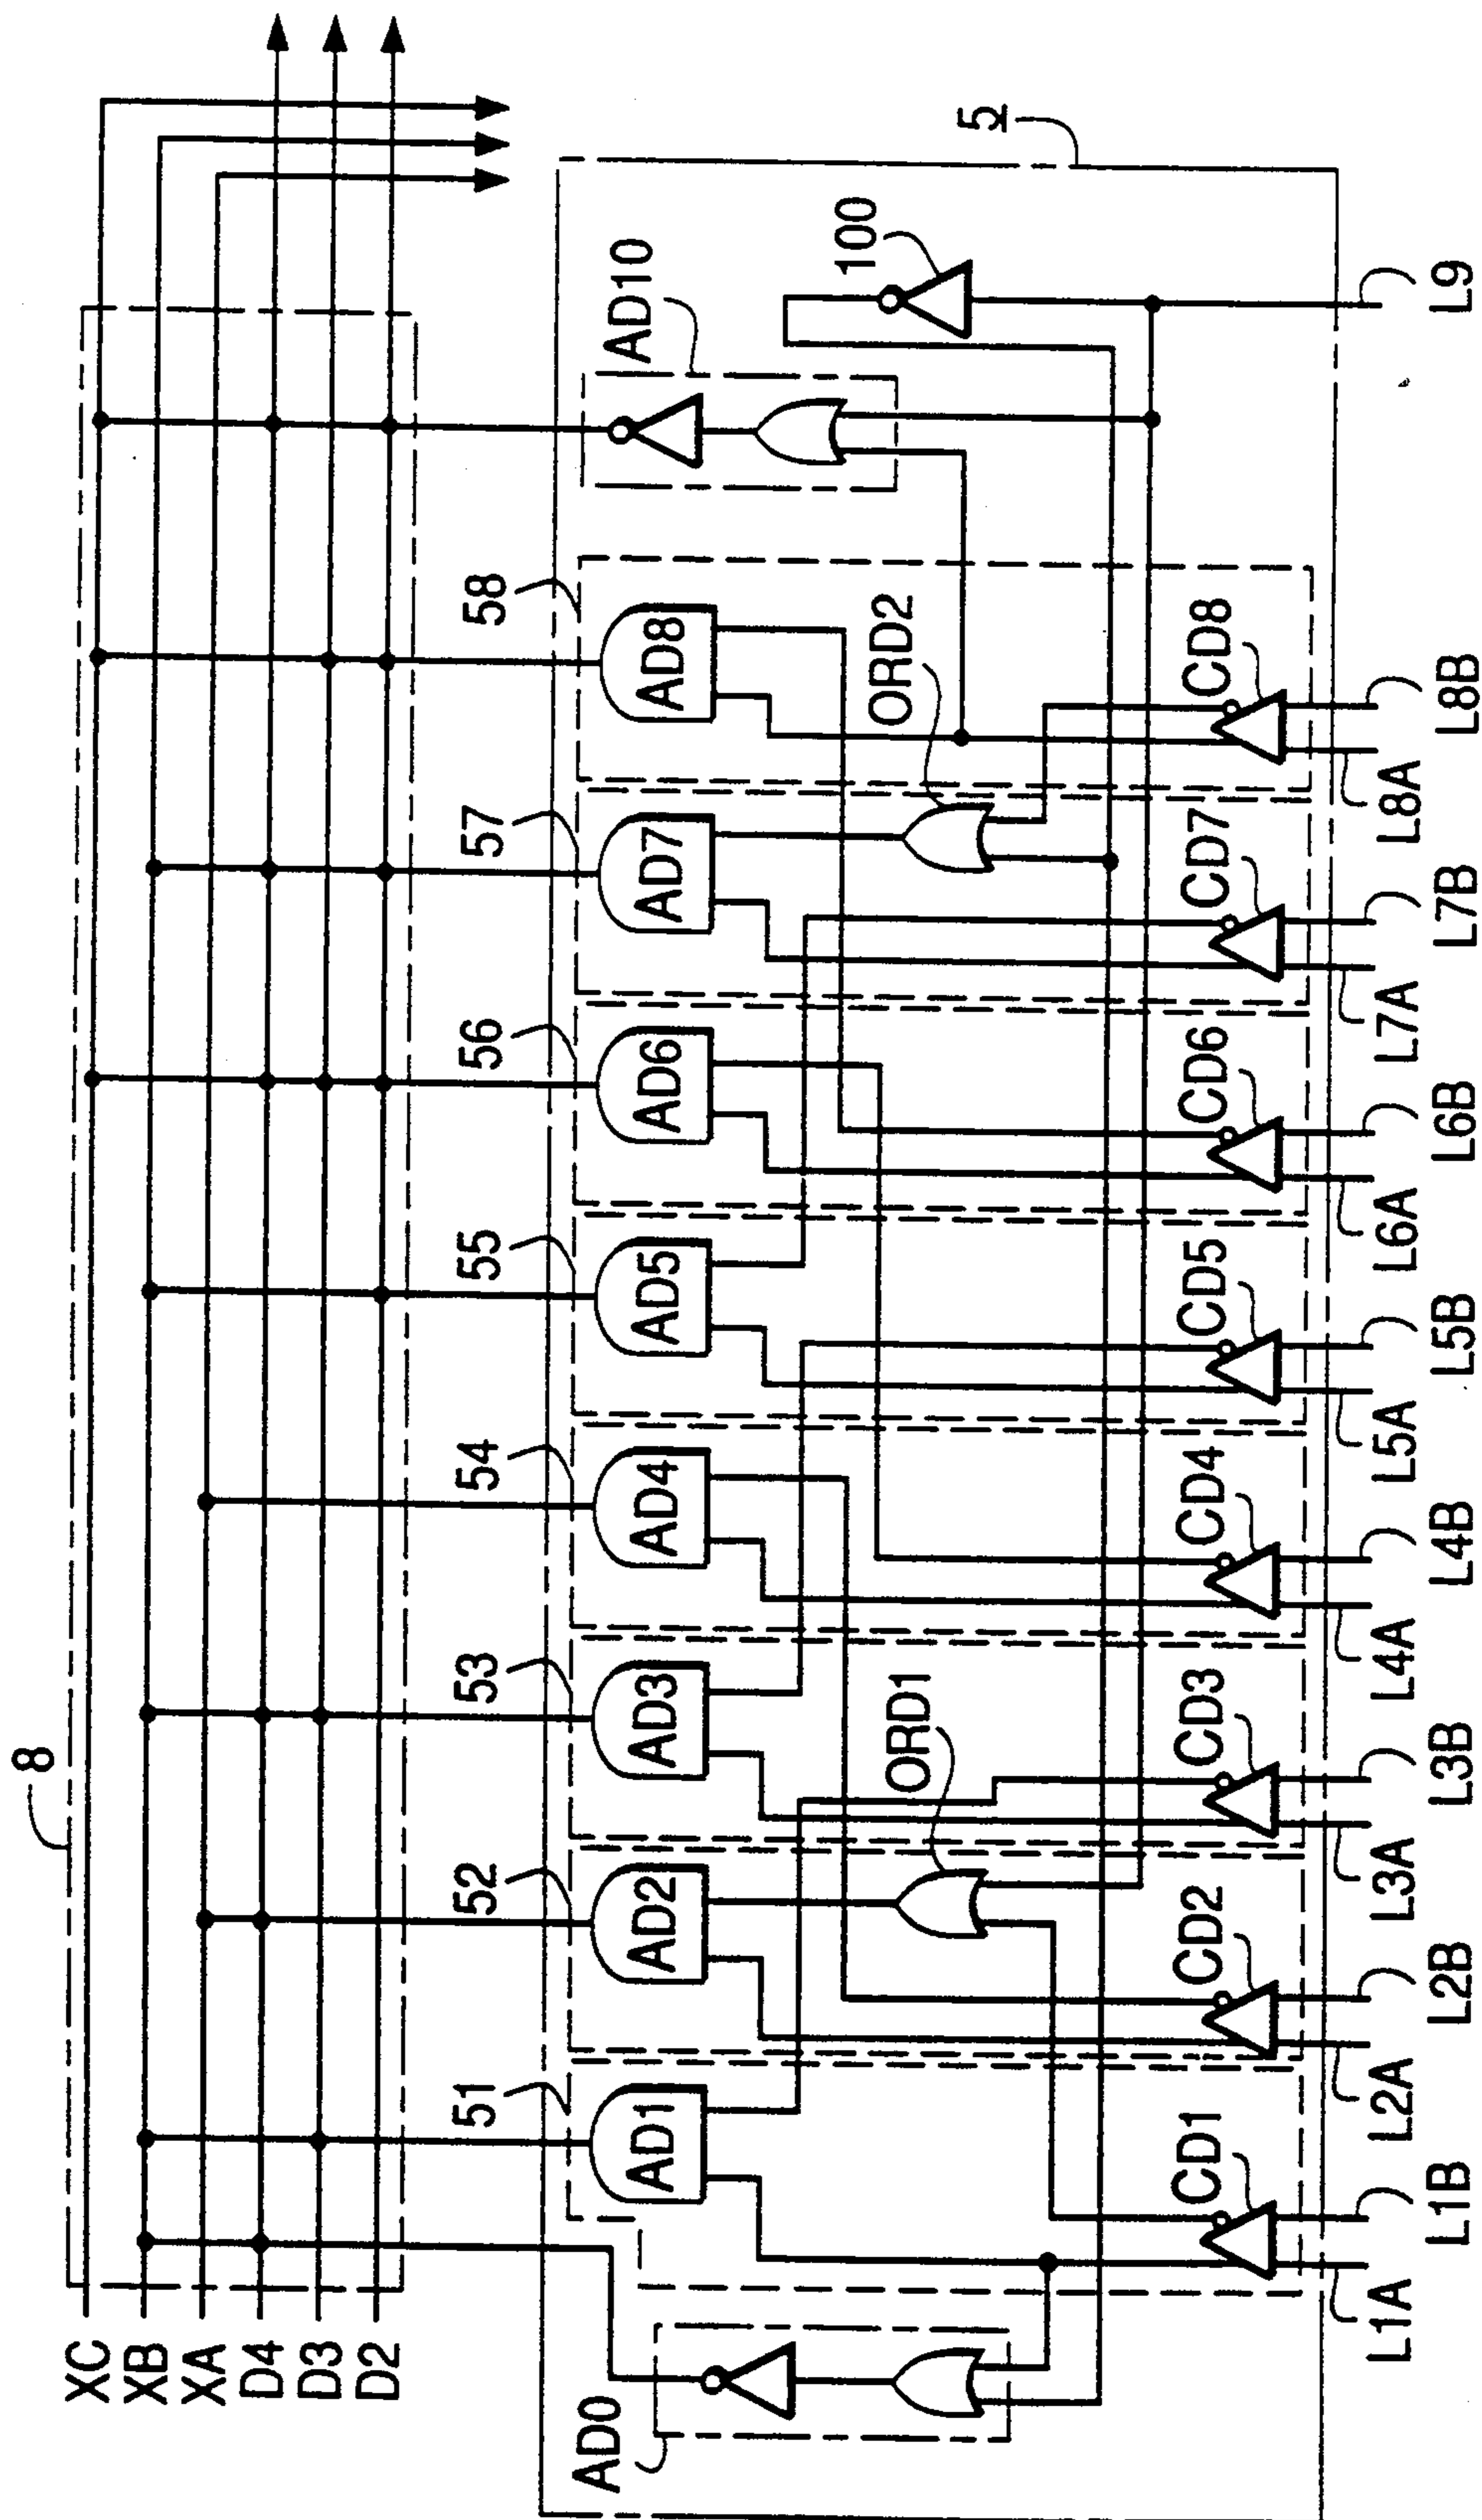 8
XC
XB
XA
D4
D3
D2
51
52
53
54
55
56
57
58
5
AD0
AD1
AD2
AD3
AD4
AD5
AD6
AD7
AD8
AD10
ORD1
ORD2
100
CD1
CD2
CD3
CD4
CD5
CD6
CD7
CD8
L1A
L1B
L2A
L2B
L3A
L3B
L4A
L4B
L5A
L5B
L6A
L6B
L7A
L7B
L8A
L8B
L9